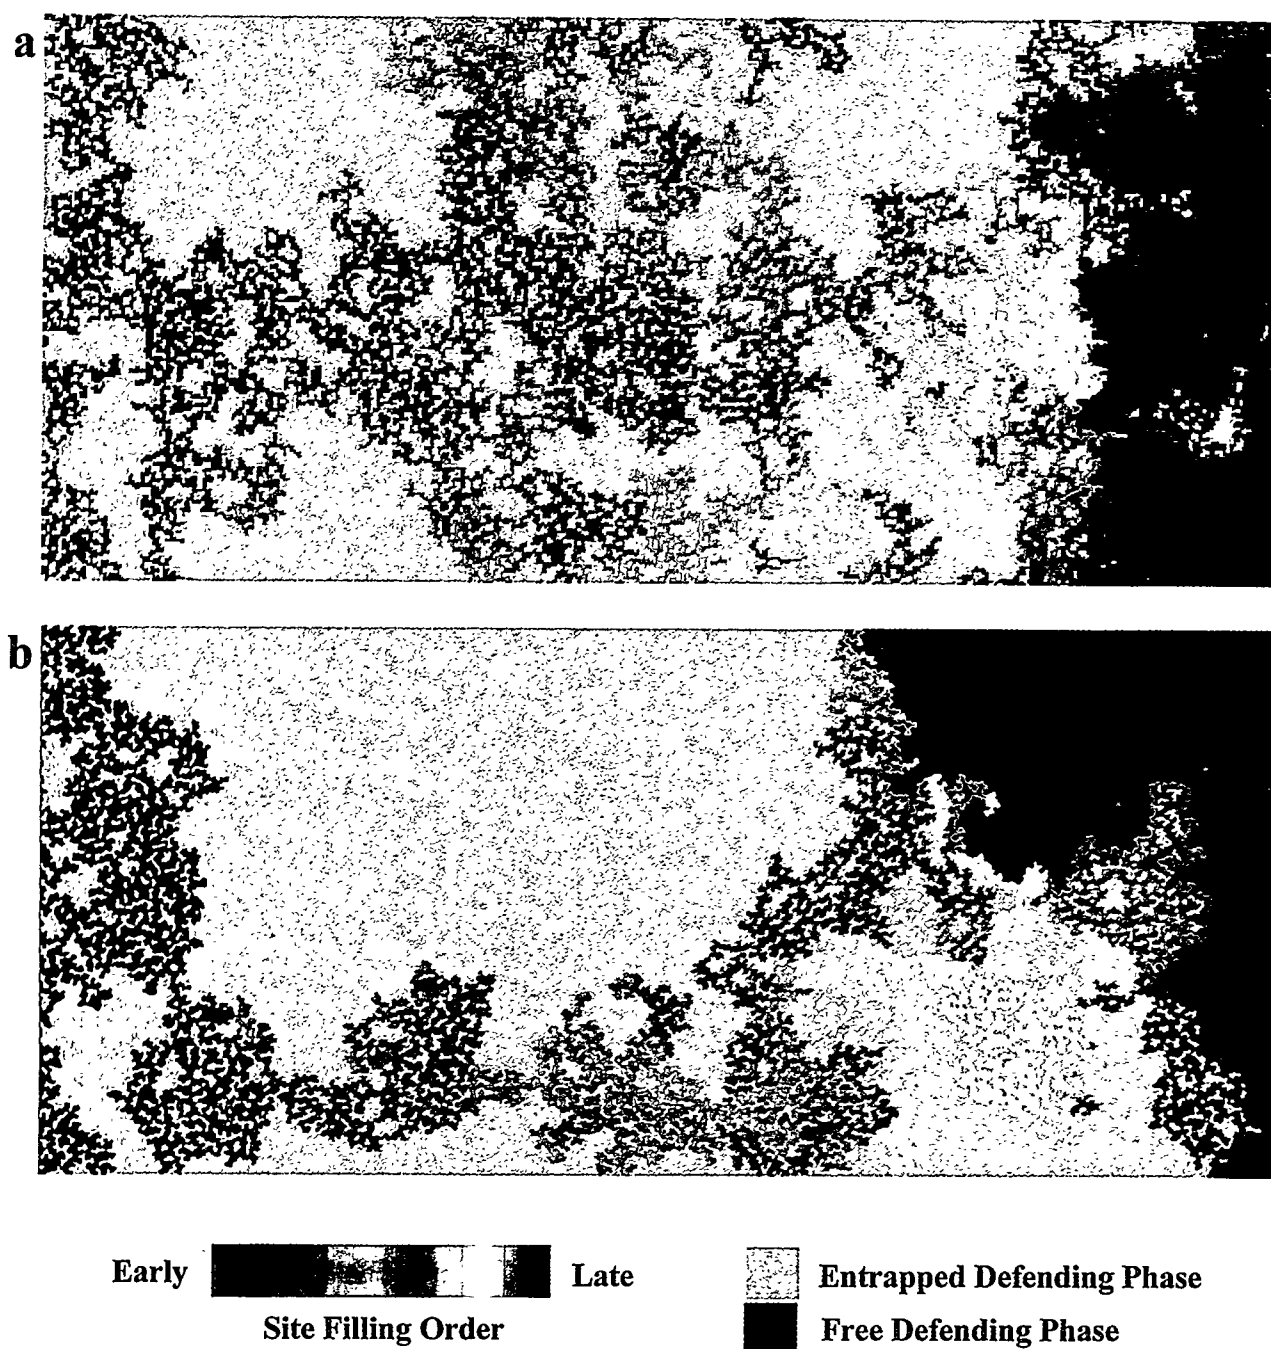 a
b
Early
Late
Site Filling Order
Entrapped Defending Phase
Free Defending Phase